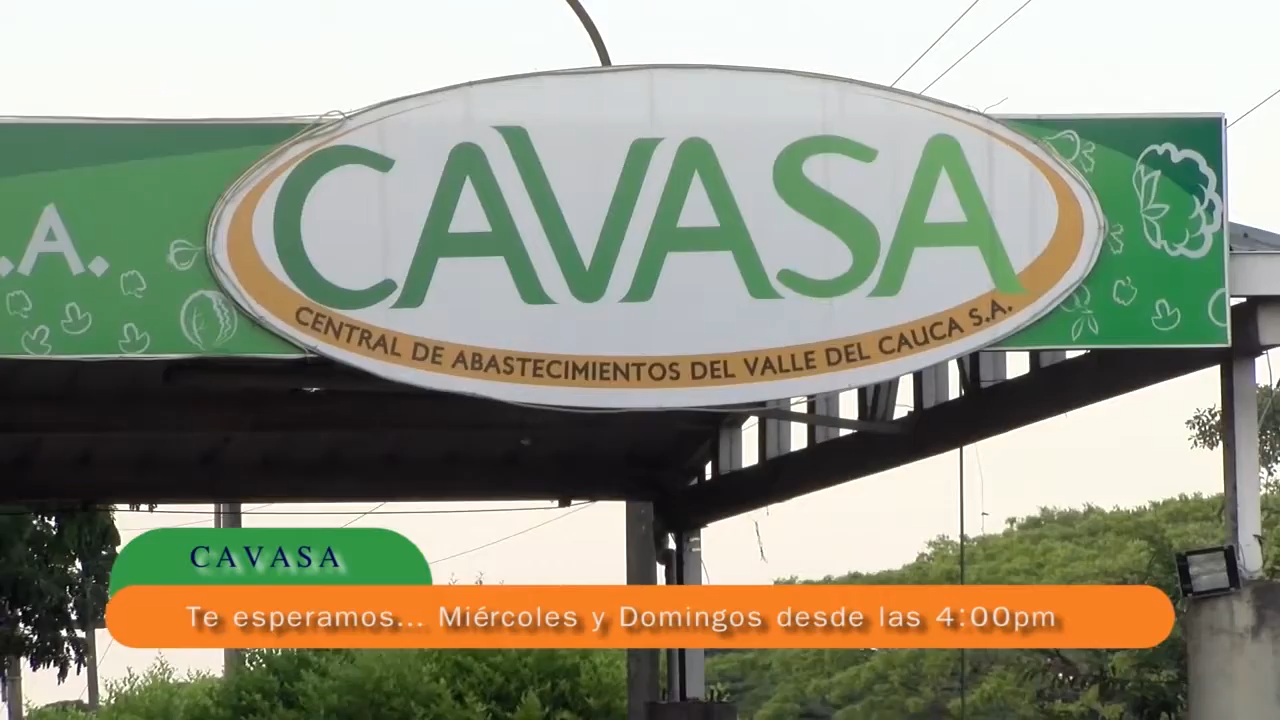 .A.
CAVASA
CENTRAL DE ABASTECIMIENTOS DEL VALLE DEL CAUCA S.A.
CAVASA
Te esperamos... Miércoles y Domingos desde las 4:00pm